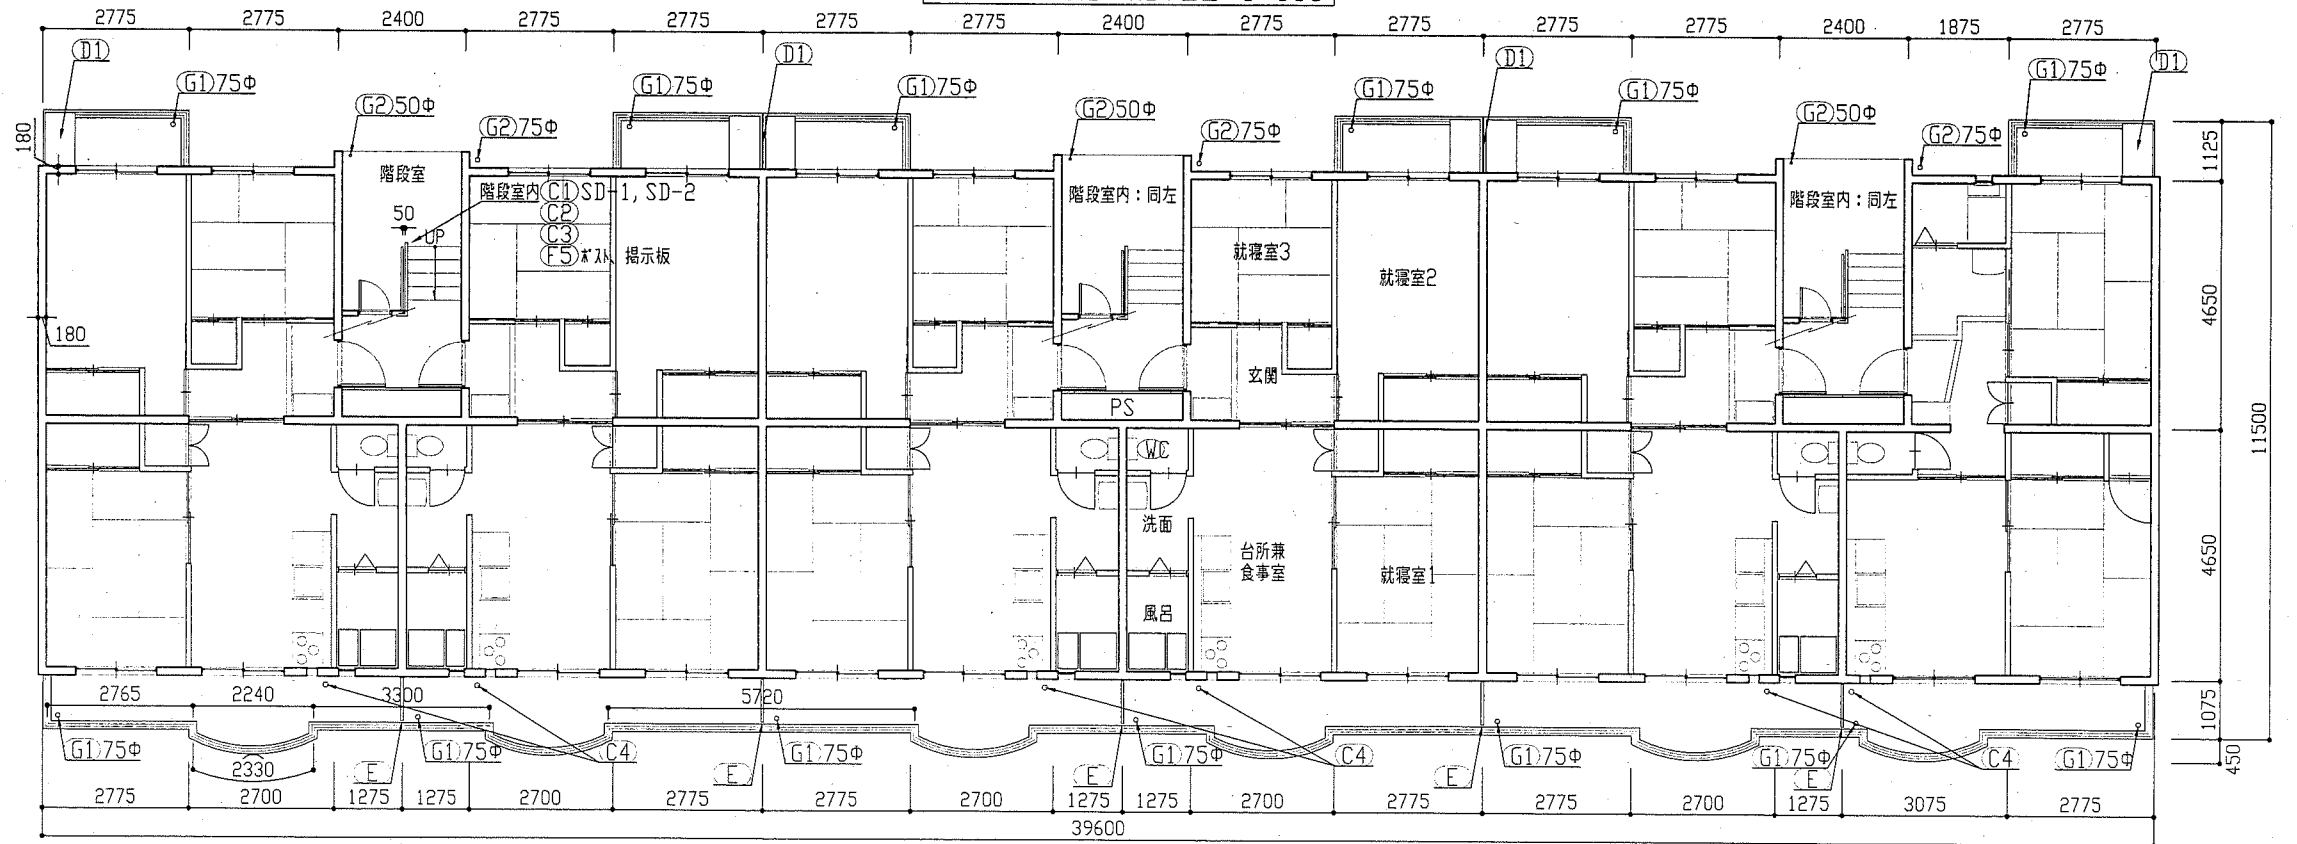 2775 2775 2400 2775 2775 2775 2775 2400 2775 2775 2775 2775 2400 1875 2775
D1 D1 D1 D1
G1 75Φ G1 75Φ G1 75Φ G1 75Φ G1 75Φ G1 75Φ
G2 50Φ G2 50Φ G2 50Φ
G2 75Φ G2 75Φ G2 75Φ
180
1125
階段室
階段室内 C1 SD-1, SD-2
C2
C3
F5 ポスト 掲示板
50
UP
階段室内：同左
階段室内：同左
就寝室3
就寝室2
4650
180
玄関
PS
11500
WC
洗面
台所兼
食事室
就寝室1
風呂
4650
2765 2240 3300 5720
1075
G1 75Φ G1 75Φ C4 G1 75Φ G1 75Φ C4 G1 75Φ G1 75Φ C4 G1 75Φ
450
2330
E E E E E
2775 2700 1275 1275 2700 2775 2775 2700 1275 1275 2700 2775 2775 2700 1275 3075 2775
39600